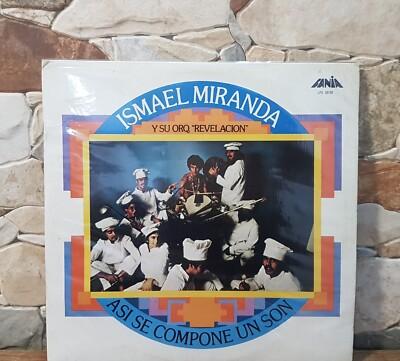 ISMAEL MIRANDA
FANIA
Y SU ORQ. "REVELACION"
ASI SE COMPONE UN SON